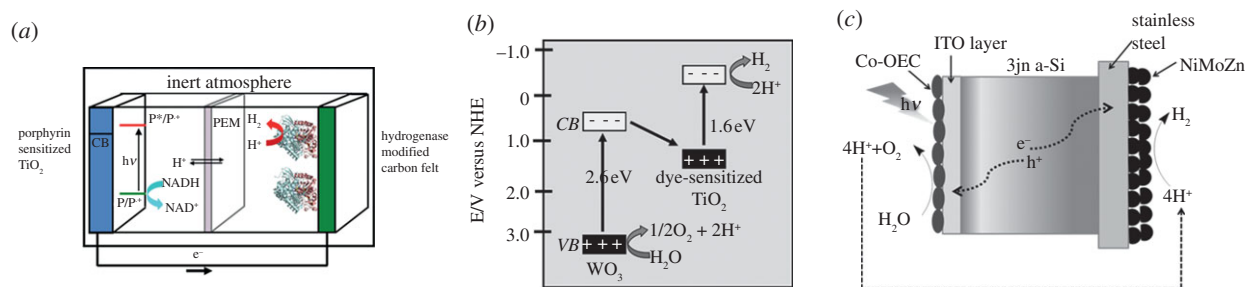 (a)
inert atmosphere
porphyrin
sensitized
TiO2
CB
P*/P·+
hν
P/P·+
NADH
NAD+
PEM
H+
H2
H+
hydrogenase
modified
carbon felt
e−
(b)
E/V versus NHE
−1.0
0
1.0
2.0
3.0
CB
- - -
2.6eV
VB
+ + +
WO3
1/2O2 + 2H+
H2O
- - -
H2
2H+
1.6eV
+ + +
dye-sensitized
TiO2
(c)
Co-OEC
ITO layer
3jn a-Si
stainless
steel
NiMoZn
hν
4H++O2
H2O
e−
h+
H2
4H+